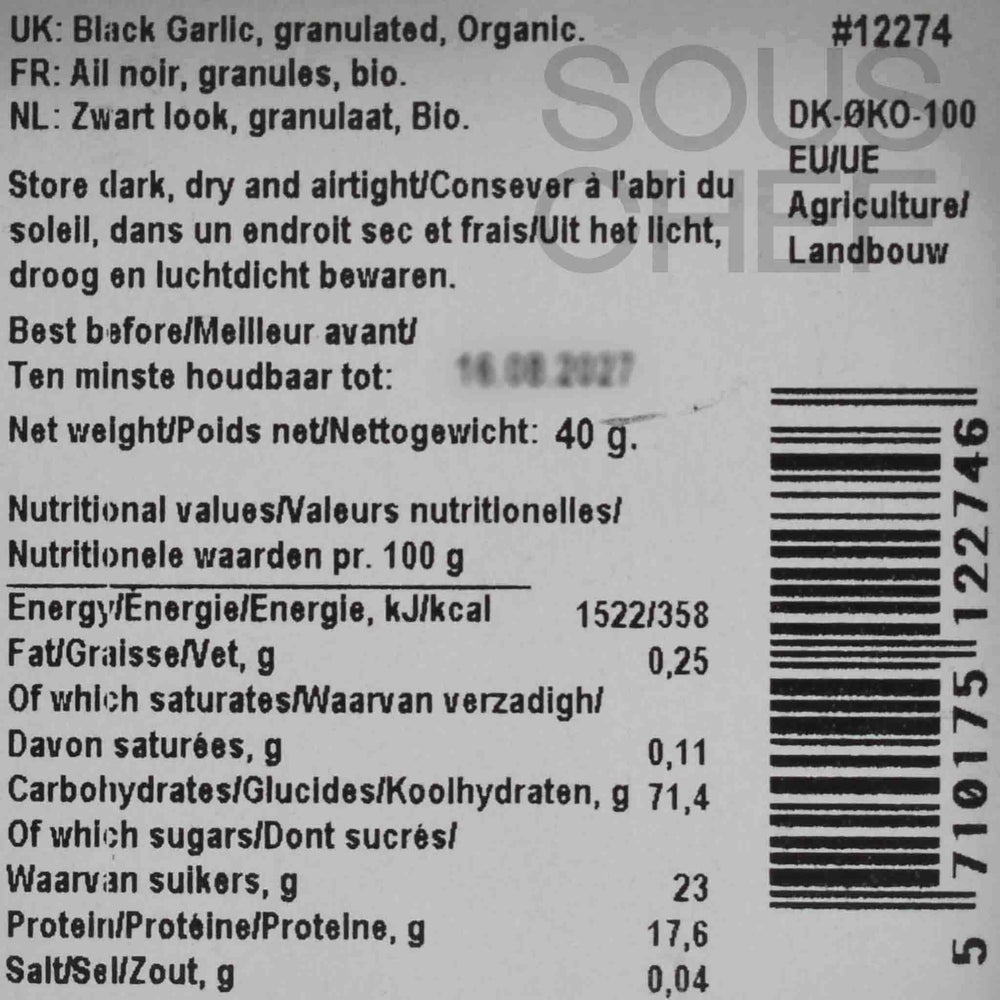 UK: Black Garlic, granulated, Organic.
FR: Ail noir, granules, bio.
NL: Zwart look, granulaat, Bio.
#12274
SOUS
CHEF
DK-ØKO-100
EU/UE
Agriculture/
Landbouw
Store dark, dry and airtight/Consever à l'abri du
soleil, dans un endroit sec et frais/Uit het licht,
droog en luchtdicht bewaren.
Best before/Meilleur avant/
Ten minste houdbaar tot: 16.08.2027
Net weight/Poids net/Nettogewicht: 40 g.
Nutritional values/Valeurs nutritionelles/
Nutritionele waarden pr. 100 g
Energy/Énergie/Energie, kJ/kcal 1522/358
Fat/Graisse/Vet, g 0,25
Of which saturates/Waarvan verzadigh/
Davon saturées, g 0,11
Carbohydrates/Glucides/Koolhydraten, g 71,4
Of which sugars/Dont sucrés/
Waarvan suikers, g 23
Protein/Protéine/Proteïne, g 17,6
Salt/Sel/Zout, g 0,04
5 710175 122746